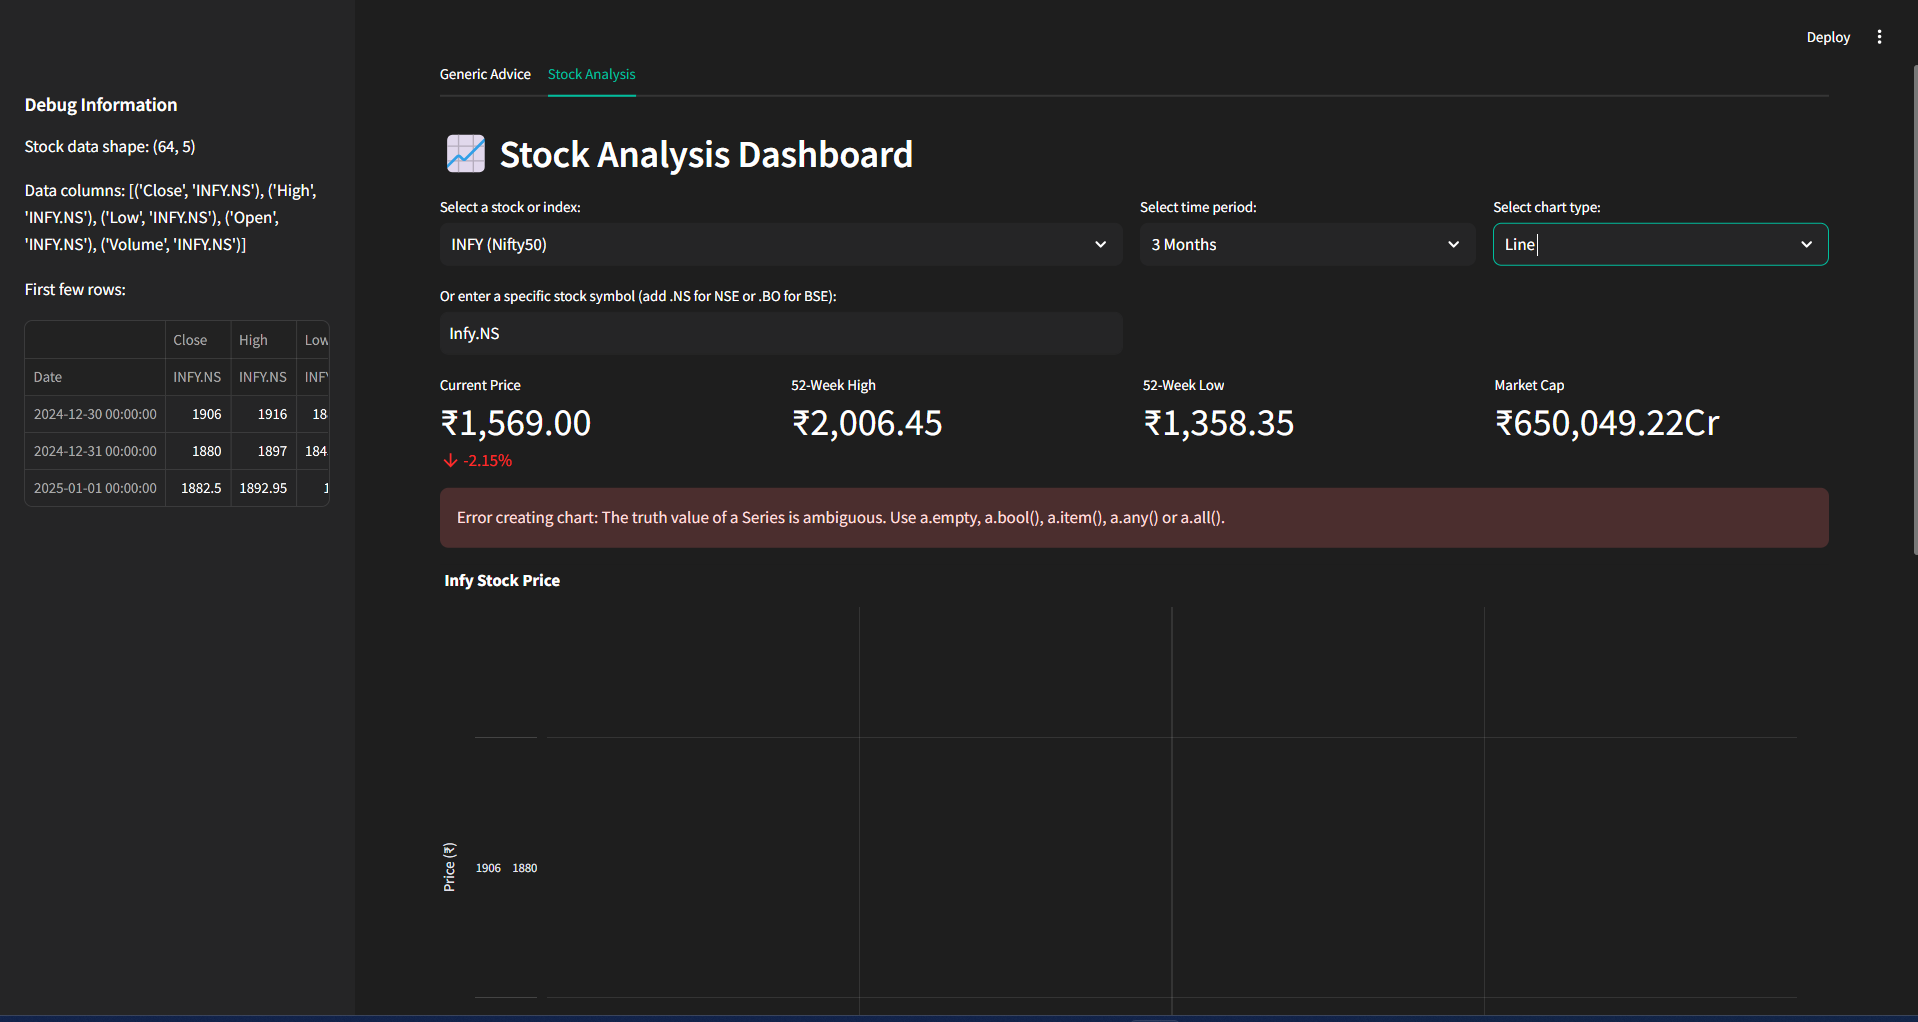 Deploy
Debug Information
Stock data shape: (64, 5)
Data columns: [('Close', 'INFY.NS'), ('High',
'INFY.NS'), ('Low', 'INFY.NS'), ('Open',
'INFY.NS'), ('Volume', 'INFY.NS')]
First few rows:
Close High Low
Date INFY.NS INFY.NS INFY
2024-12-30 00:00:00 1906 1916 18
2024-12-31 00:00:00 1880 1897 184
2025-01-01 00:00:00 1882.5 1892.95 1
Generic Advice Stock Analysis
Stock Analysis Dashboard
Select a stock or index: Select time period: Select chart type:
INFY (Nifty50) 3 Months Line
Or enter a specific stock symbol (add .NS for NSE or .BO for BSE):
Infy.NS
Current Price 52-Week High 52-Week Low Market Cap
₹1,569.00 ₹2,006.45 ₹1,358.35 ₹650,049.22Cr
↓ -2.15%
Error creating chart: The truth value of a Series is ambiguous. Use a.empty, a.bool(), a.item(), a.any() or a.all().
Infy Stock Price
Price (₹)
1906 1880